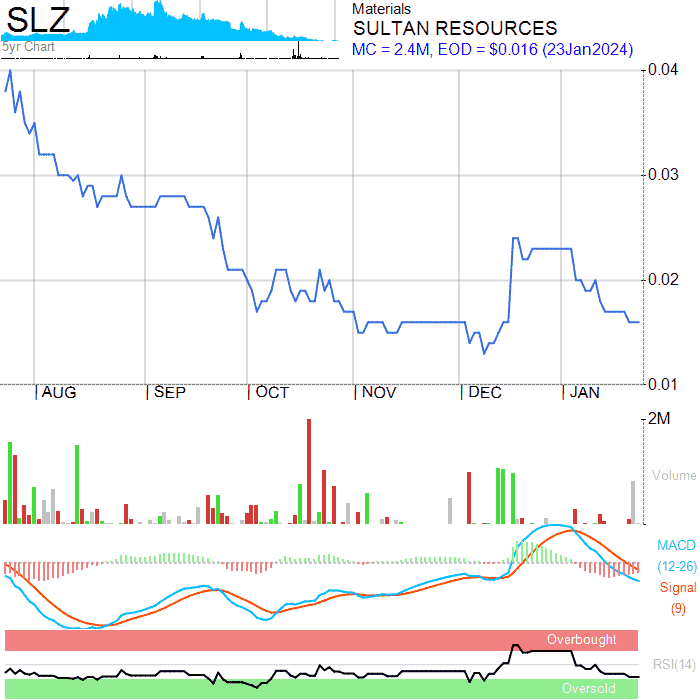 SLZ
5yr Chart
Materials
SULTAN RESOURCES
MC = 2.4M, EOD = $0.016 (23Jan2024)
0.04
0.03
0.02
0.01
AUG SEP OCT NOV DEC JAN
2M
Volume
MACD
(12-26)
Signal
(9)
Overbought
RSI(14)
Oversold